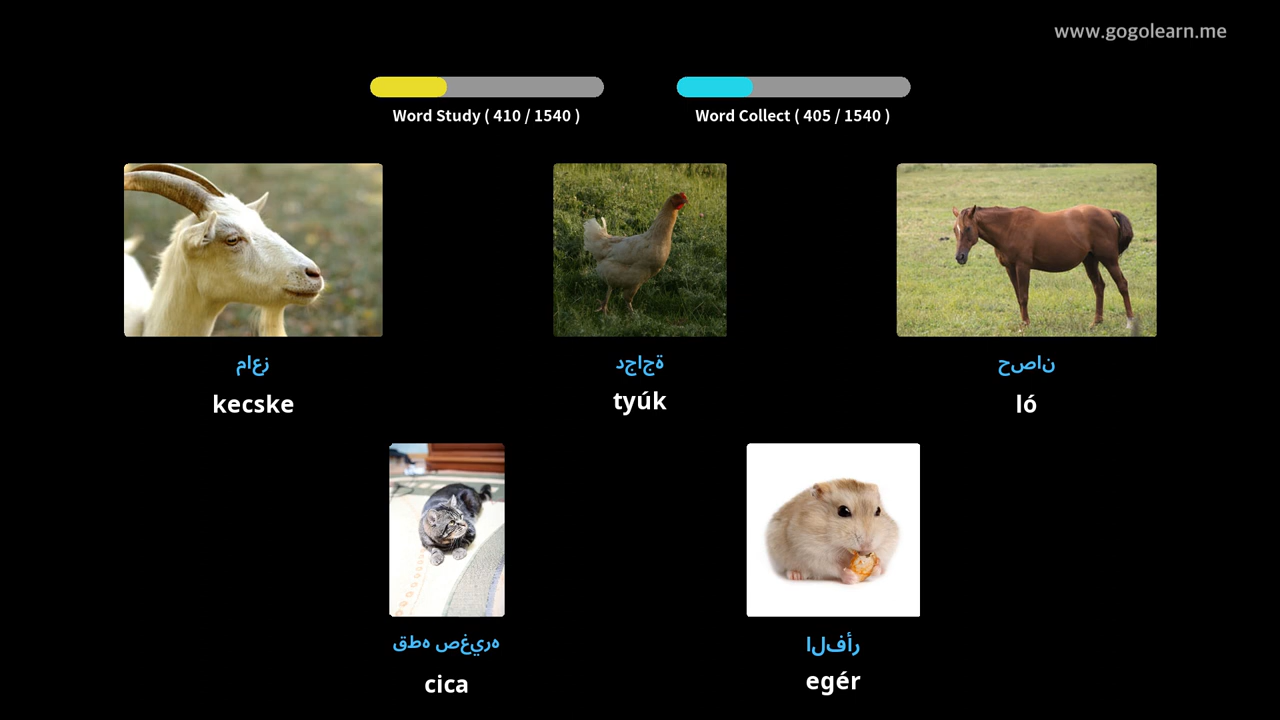 www.gogolearn.me
Word Study ( 410 / 1540 )
Word Collect ( 405 / 1540 )
ماعز
دجاجة
حصان
kecske
tyúk
ló
قطه صغيره
الفأر
cica
egér